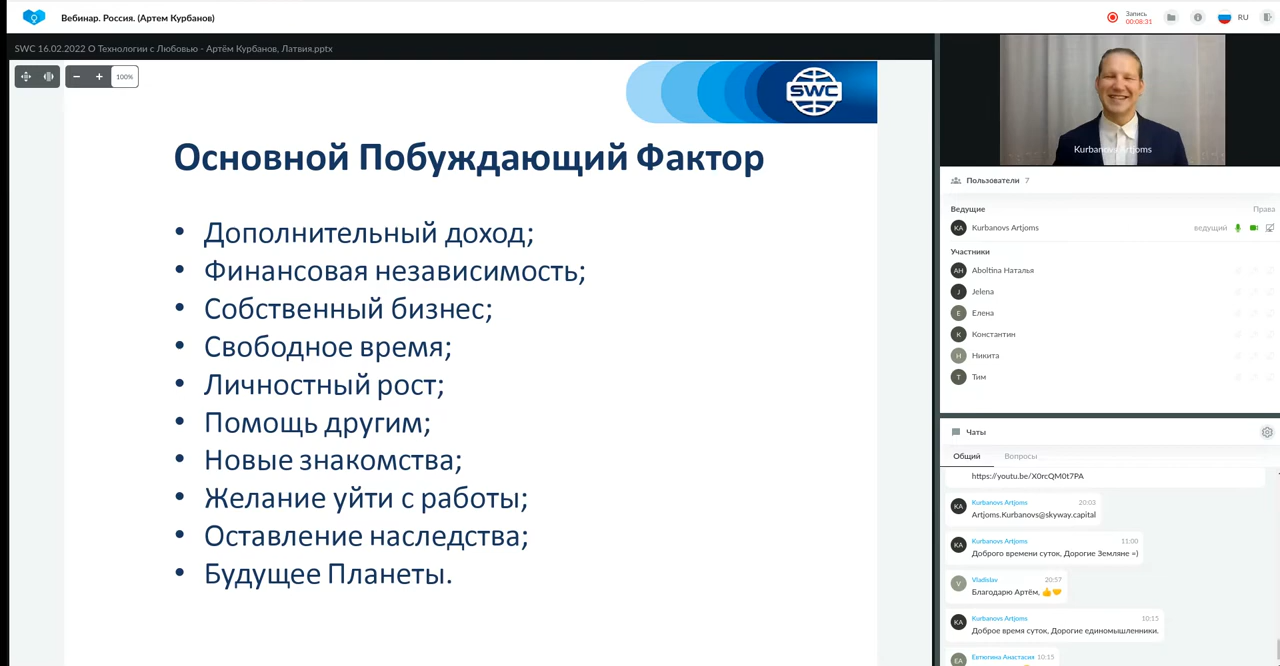 Вебинар. Россия. (Артем Курбанов)
Запись
00:08:31
RU
SWC 16.02.2022 О Технологии с Любовью - Артём Курбанов, Латвия.pptx
100%
SWC
Основной Побуждающий Фактор
• Дополнительный доход;
• Финансовая независимость;
• Собственный бизнес;
• Свободное время;
• Личностный рост;
• Помощь другим;
• Новые знакомства;
• Желание уйти с работы;
• Оставление наследства;
• Будущее Планеты.
Kurbanovs Artjoms
Пользователи 7
Ведущие Права
KA Kurbanovs Artjoms ведущий
Участники
AH Aboltina Наталья
J Jelena
Е Елена
К Константин
Н Никита
Т Тим
Чаты
Общий Вопросы
https://youtu.be/X0rcQM0t7PA
KA Kurbanovs Artjoms 20:03
Artjoms.Kurbanovs@skyway.capital
KA Kurbanovs Artjoms 11:00
Доброго времени суток, Дорогие Земляне =)
V Vladislav 20:57
Благодарю Артём, 👍🤝
KA Kurbanovs Artjoms 10:15
Доброе время суток, Дорогие единомышленники.
ЕА Евтюгина Анастасия 10:15